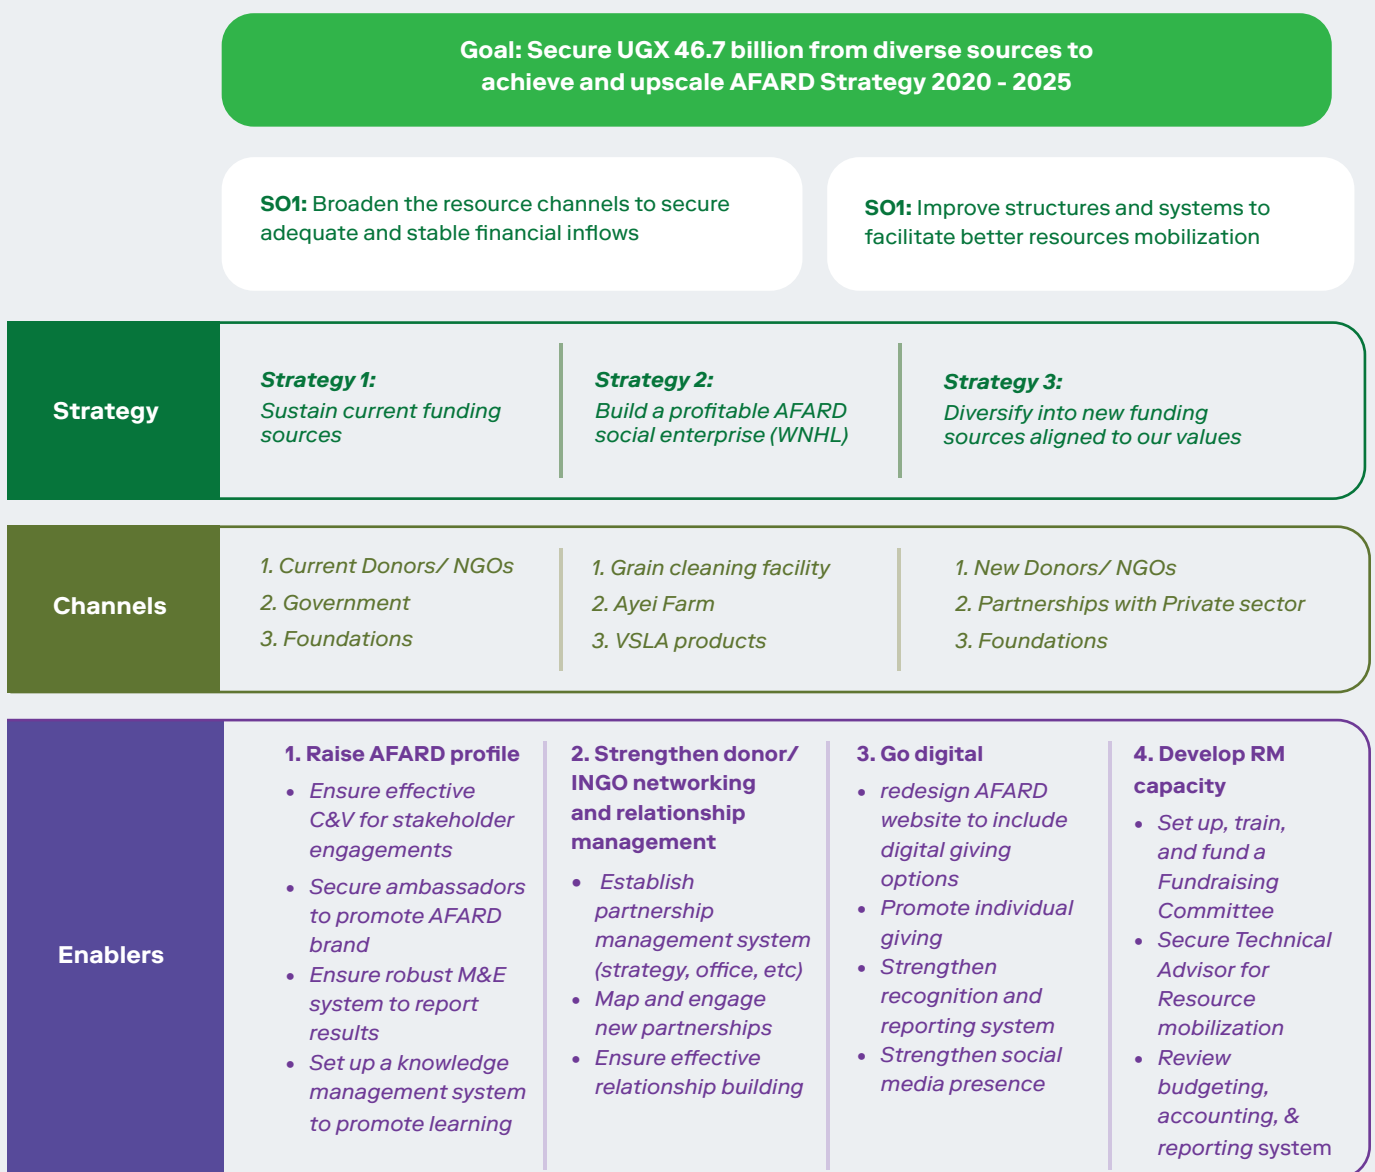 Goal: Secure UGX 46.7 billion from diverse sources to
achieve and upscale AFARD Strategy 2020 - 2025
SO1: Broaden the resource channels to secure
adequate and stable financial inflows
SO1: Improve structures and systems to
facilitate better resources mobilization
Strategy
Strategy 1:
Sustain current funding
sources
Strategy 2:
Build a profitable AFARD
social enterprise (WNHL)
Strategy 3:
Diversify into new funding
sources aligned to our values
Channels
1. Current Donors/ NGOs
2. Government
3. Foundations
1. Grain cleaning facility
2. Ayei Farm
3. VSLA products
1. New Donors/ NGOs
2. Partnerships with Private sector
3. Foundations
Enablers
1. Raise AFARD profile
• Ensure effective
C&V for stakeholder
engagements
• Secure ambassadors
to promote AFARD
brand
• Ensure robust M&E
system to report
results
• Set up a knowledge
management system
to promote learning
2. Strengthen donor/
INGO networking
and relationship
management
• Establish
partnership
management system
(strategy, office, etc)
• Map and engage
new partnerships
• Ensure effective
relationship building
3. Go digital
• redesign AFARD
website to include
digital giving
options
• Promote individual
giving
• Strengthen
recognition and
reporting system
• Strengthen social
media presence
4. Develop RM
capacity
• Set up, train,
and fund a
Fundraising
Committee
• Secure Technical
Advisor for
Resource
mobilization
• Review
budgeting,
accounting, &
reporting system